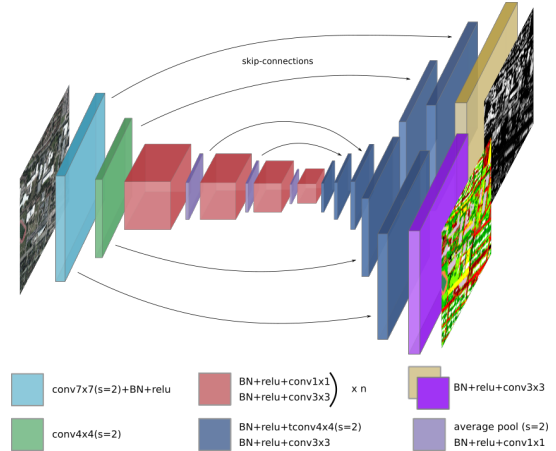 skip-connections
conv7x7(s=2)+BN+relu
BN+relu+conv1x1
BN+relu+conv3x3
x n
BN+relu+conv3x3
conv4x4(s=2)
BN+relu+tconv4x4(s=2)
BN+relu+conv3x3
average pool (s=2)
BN+relu+conv1x1